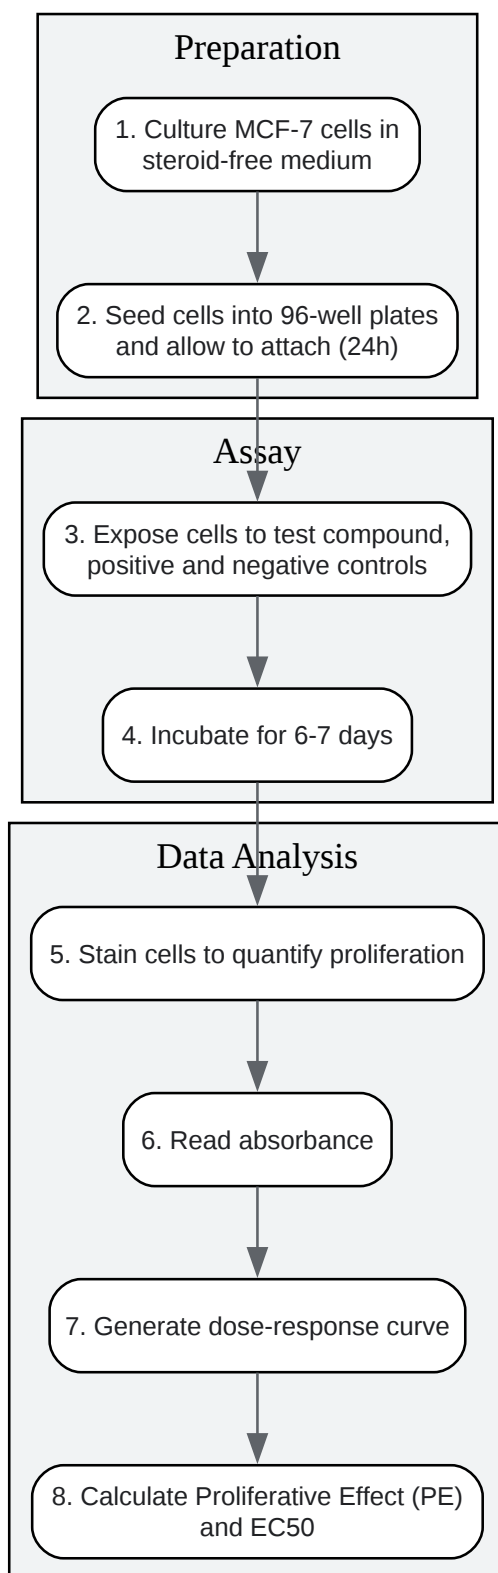 Preparation
1. Culture MCF-7 cells in
steroid-free medium
2. Seed cells into 96-well plates
and allow to attach (24h)
Assay
3. Expose cells to test compound,
positive and negative controls
4. Incubate for 6-7 days
Data Analysis
5. Stain cells to quantify proliferation
6. Read absorbance
7. Generate dose-response curve
8. Calculate Proliferative Effect (PE)
and EC50